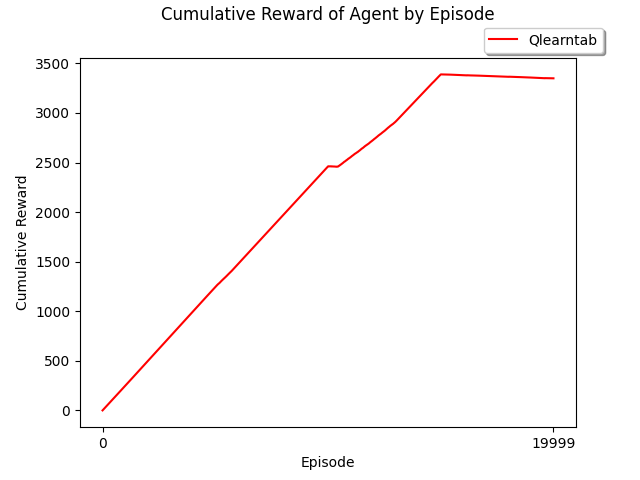 Cumulative Reward of Agent by Episode
Qlearntab
3500
3000
2500
2000
1500
1000
500
0
Cumulative Reward
0
19999
Episode